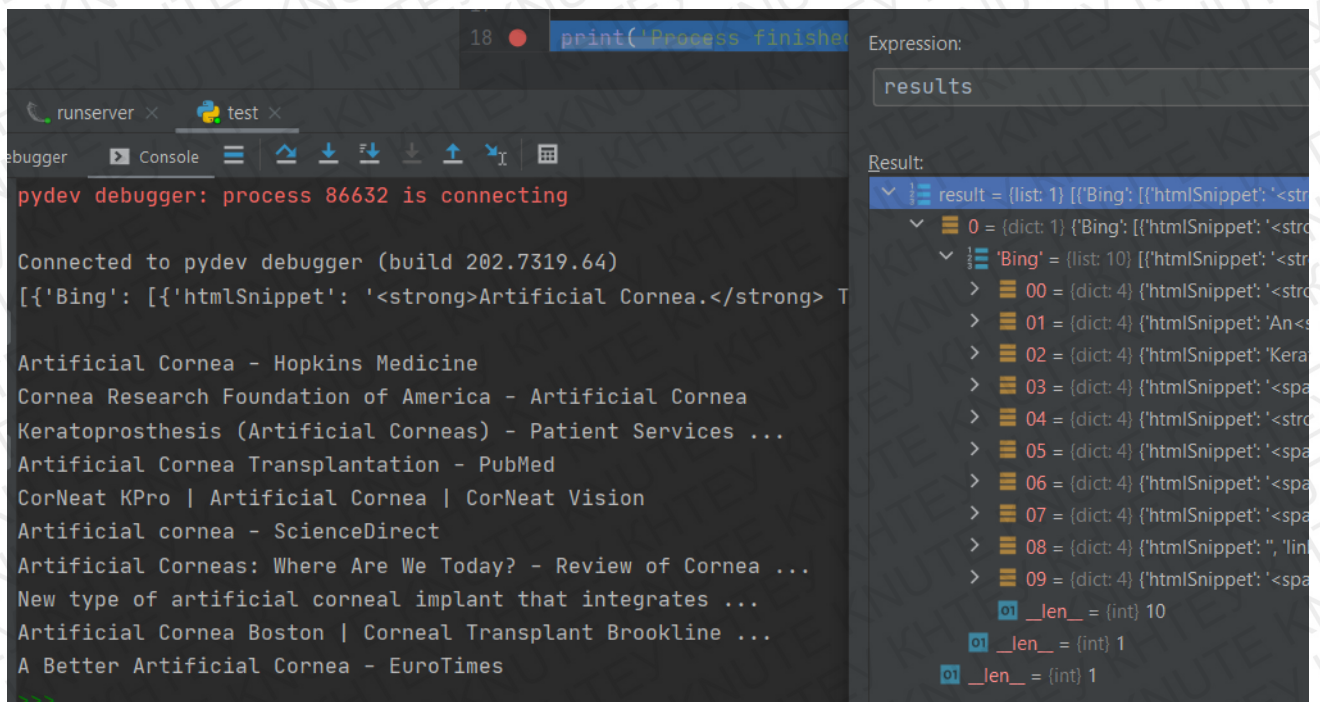 18 print('Process finished
runserver
test
ebugger
Console
pydev debugger: process 86632 is connecting
Connected to pydev debugger (build 202.7319.64)
[{'Bing': [{'htmlSnippet': '<strong>Artificial Cornea.</strong> T
Artificial Cornea - Hopkins Medicine
Cornea Research Foundation of America - Artificial Cornea
Keratoprosthesis (Artificial Corneas) - Patient Services ...
Artificial Cornea Transplantation - PubMed
CorNeat KPro | Artificial Cornea | CorNeat Vision
Artificial cornea - ScienceDirect
Artificial Corneas: Where Are We Today? - Review of Cornea ...
New type of artificial corneal implant that integrates ...
Artificial Cornea Boston | Corneal Transplant Brookline ...
A Better Artificial Cornea - EuroTimes
>>>
Expression:
results
Result:
result = {list: 1} [{'Bing': [{'htmlSnippet': '<str
0 = {dict: 1} {'Bing': [{'htmlSnippet': '<stro
'Bing' = {list: 10} [{'htmlSnippet': '<str
00 = {dict: 4} {'htmlSnippet': '<stro
01 = {dict: 4} {'htmlSnippet': 'An<s
02 = {dict: 4} {'htmlSnippet': 'Kera
03 = {dict: 4} {'htmlSnippet': '<spa
04 = {dict: 4} {'htmlSnippet': '<stro
05 = {dict: 4} {'htmlSnippet': '<spa
06 = {dict: 4} {'htmlSnippet': '<spa
07 = {dict: 4} {'htmlSnippet': '<spa
08 = {dict: 4} {'htmlSnippet': '', 'lin
09 = {dict: 4} {'htmlSnippet': '<spa
01 __len__ = {int} 10
01 __len__ = {int} 1
01 __len__ = {int} 1